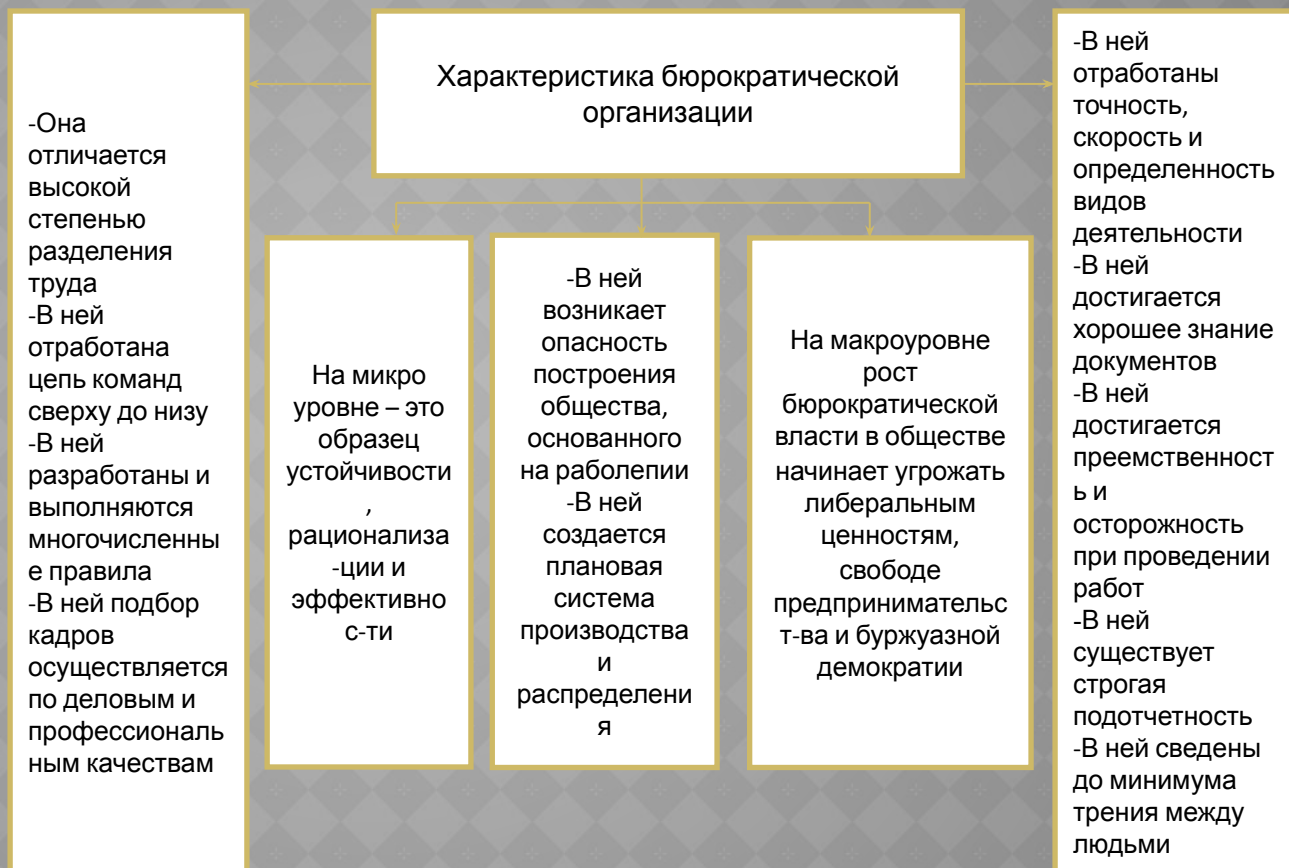 Характеристика бюрократической
организации
-Она
отличается
высокой
степенью
разделения
труда
-В ней
отработана
цепь команд
сверху до низу
-В ней
разработаны и
выполняются
многочисленны
е правила
-В ней подбор
кадров
осуществляется
по деловым и
профессиональ
ным качествам
На микро
уровне – это
образец
устойчивости
,
рационализа
-ции и
эффективно
с-ти
-В ней
возникает
опасность
построения
общества,
основанного
на раболепии
-В ней
создается
плановая
система
производства
и
распределени
я
На макроуровне
рост
бюрократической
власти в обществе
начинает угрожать
либеральным
ценностям,
свободе
предпринимательс
т-ва и буржуазной
демократии
-В ней
отработаны
точность,
скорость и
определенность
видов
деятельности
-В ней
достигается
хорошее знание
документов
-В ней
достигается
преемственност
ь и
осторожность
при проведении
работ
-В ней
существует
строгая
подотчетность
-В ней сведены
до минимума
трения между
людьми